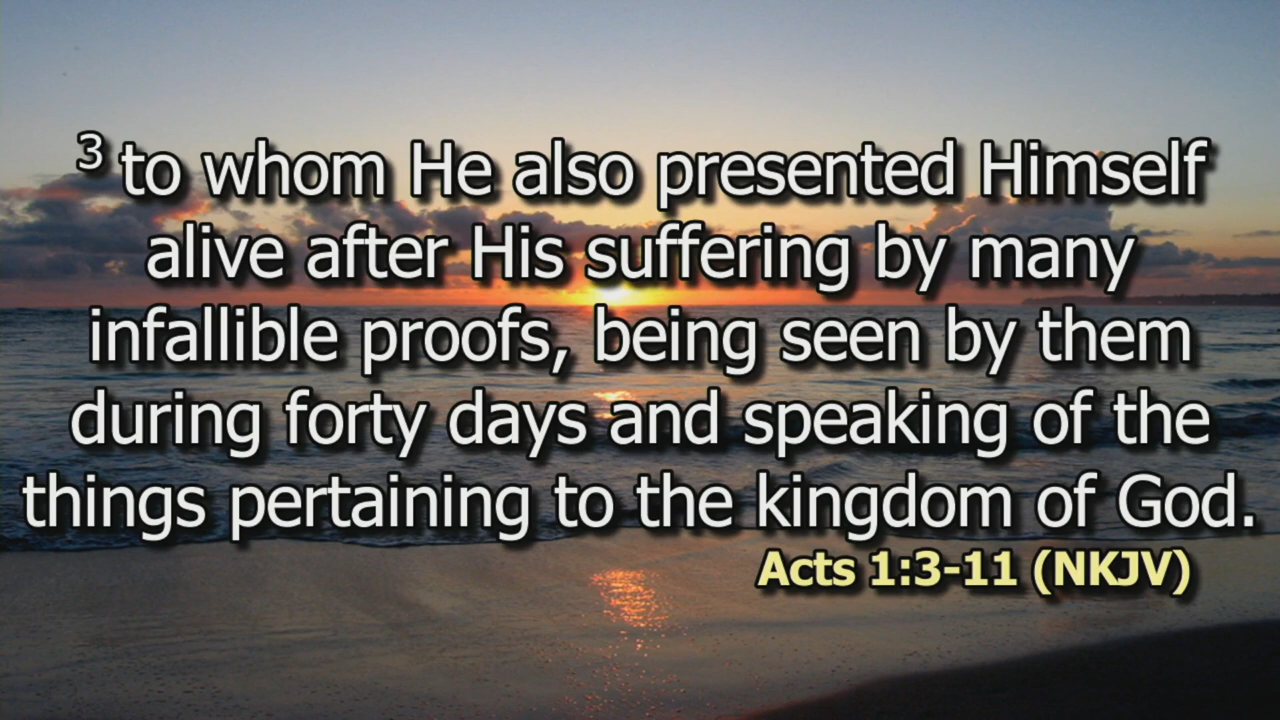 3 to whom He also presented Himself
alive after His suffering by many
infallible proofs, being seen by them
during forty days and speaking of the
things pertaining to the kingdom of God.
Acts 1:3-11 (NKJV)